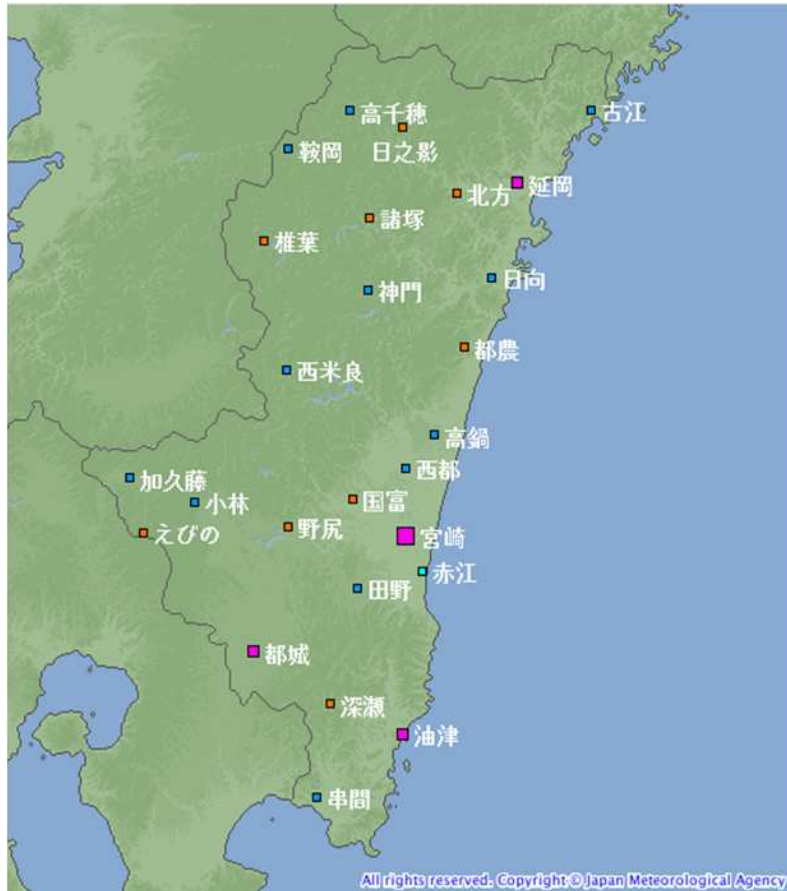 高千穂
古江
日之影
鞍岡
延岡
北方
諸塚
椎葉
日向
神門
都農
西米良
高鍋
西都
加久藤
国富
小林
野尻
えびの
宮崎
赤江
田野
都城
深瀬
油津
串間
All rights reserved. Copyright © Japan Meteorological Agency